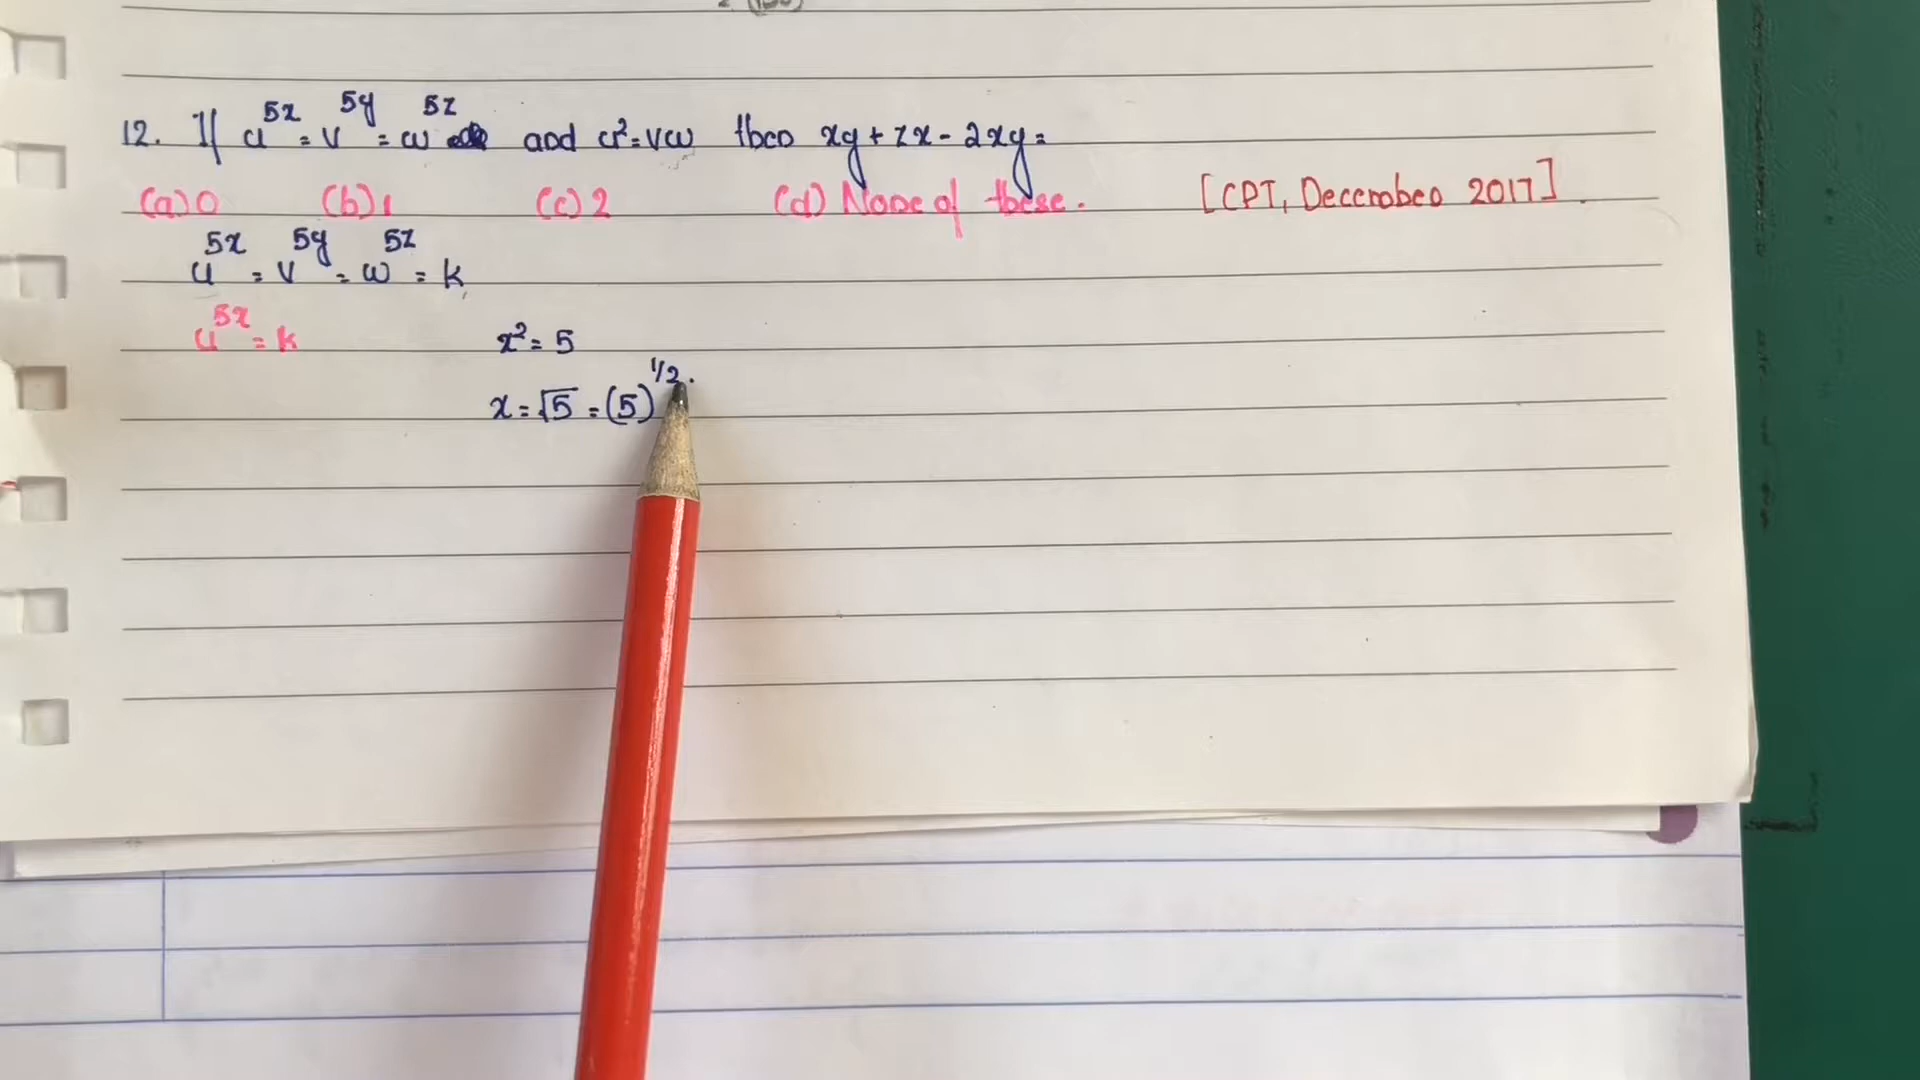 12. If u^5x = v^5y = w^5z and u² = vw then xy + zx - 2xy =
(a) 0 (b) 1 (c) 2 (d) None of these. [CPT, December 2017].
u^5x = v^5y = w^5z = k
u^5x = k x² = 5
x = √5 = (5)^1/2.